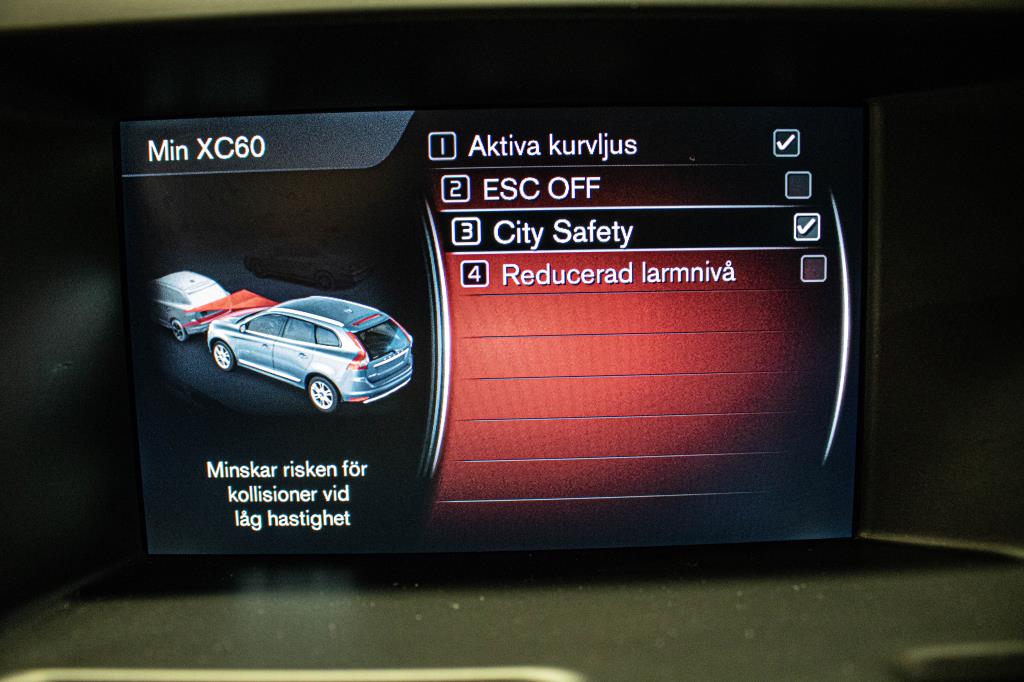 Min XC60
1 Aktiva kurvljus
2 ESC OFF
3 City Safety
4 Reducerad larmnivå
Minskar risken för
kollisioner vid
låg hastighet